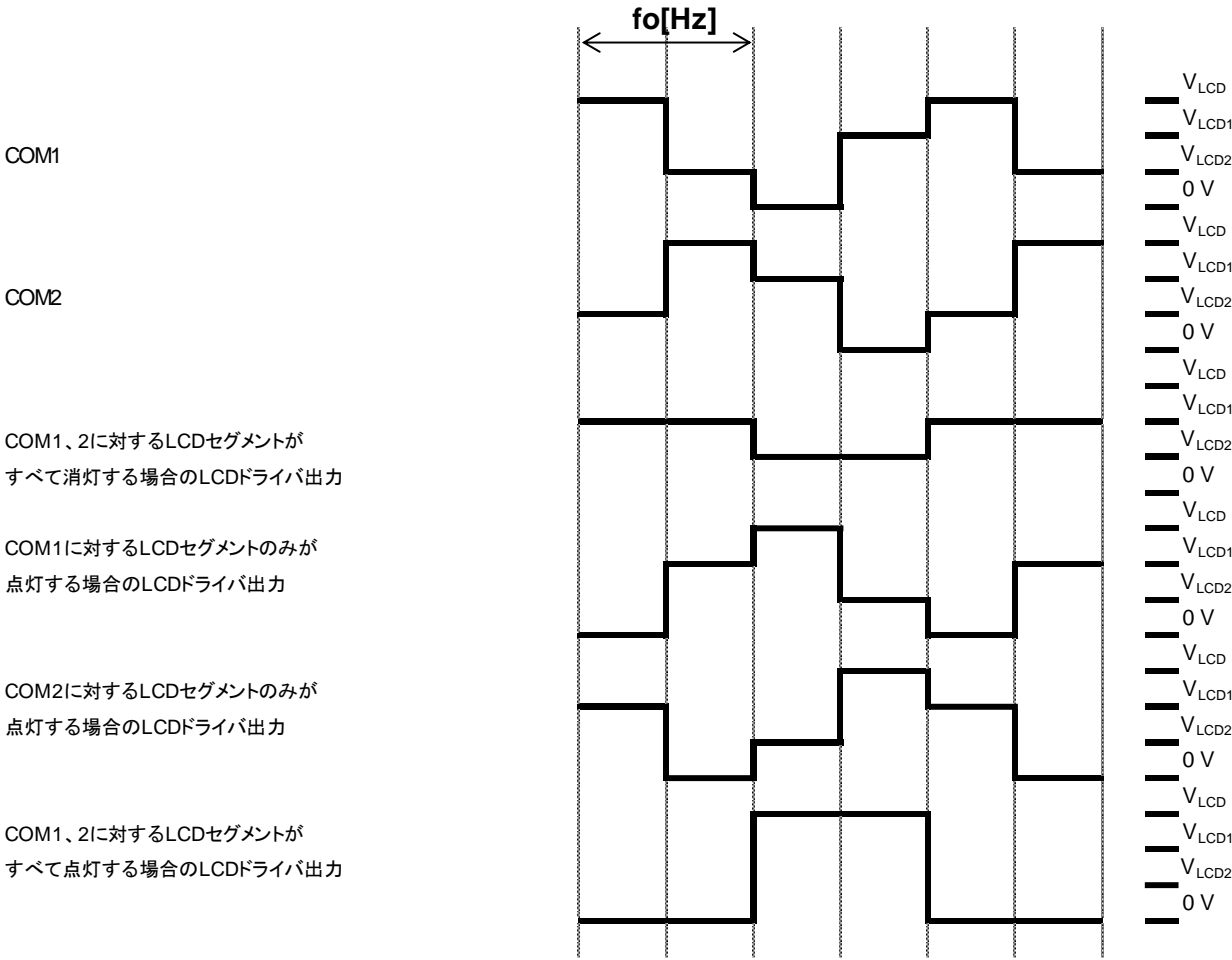 fo[Hz]
VLCD
VLCD1
COM1
VLCD2
0 V
VLCD
VLCD1
COM2
VLCD2
0 V
VLCD
VLCD1
COM1、2に対するLCDセグメントが
すべて消灯する場合のLCDドライバ出力
VLCD2
0 V
VLCD
COM1に対するLCDセグメントのみが
点灯する場合のLCDドライバ出力
VLCD1
VLCD2
0 V
VLCD
COM2に対するLCDセグメントのみが
点灯する場合のLCDドライバ出力
VLCD1
VLCD2
0 V
VLCD
COM1、2に対するLCDセグメントが
すべて点灯する場合のLCDドライバ出力
VLCD1
VLCD2
0 V